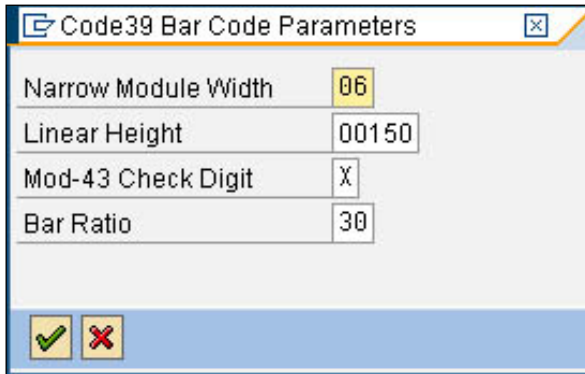 Code39 Bar Code Parameters
Narrow Module Width 06
Linear Height 00150
Mod-43 Check Digit X
Bar Ratio 30